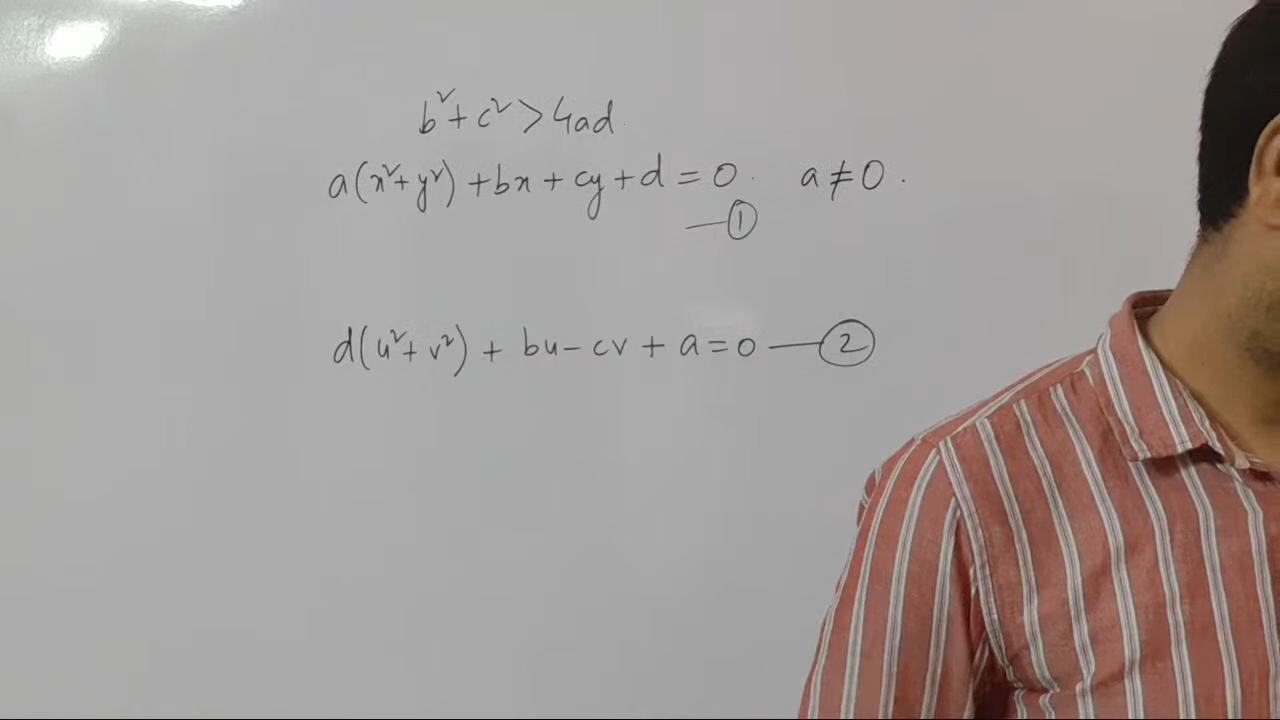 b²+c²>4ad
a(x²+y²)+bx+cy+d=0. a≠0.
—①
d(u²+v²)+bu-cv+a=0—②